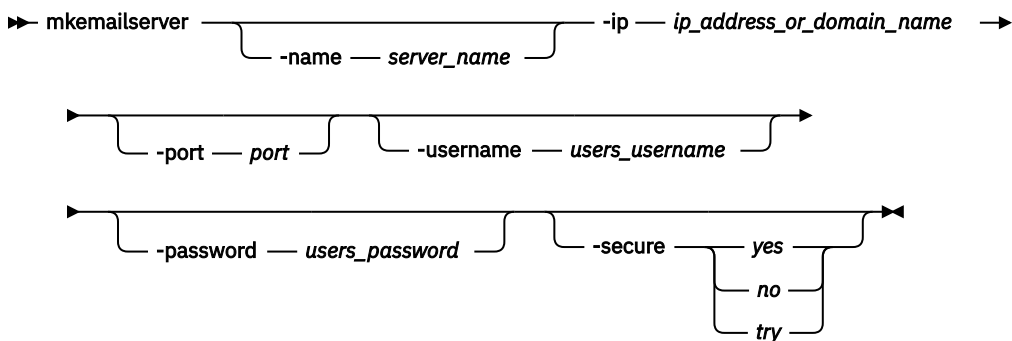 mkemailserver -ip ip_address_or_domain_name
-name server_name
-port port -username users_username
-password users_password -secure yes
no
try